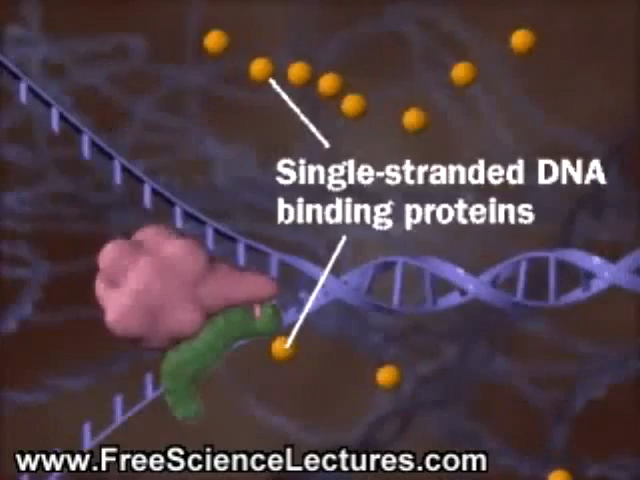 Single-stranded DNA
binding proteins
www.FreeScienceLectures.com